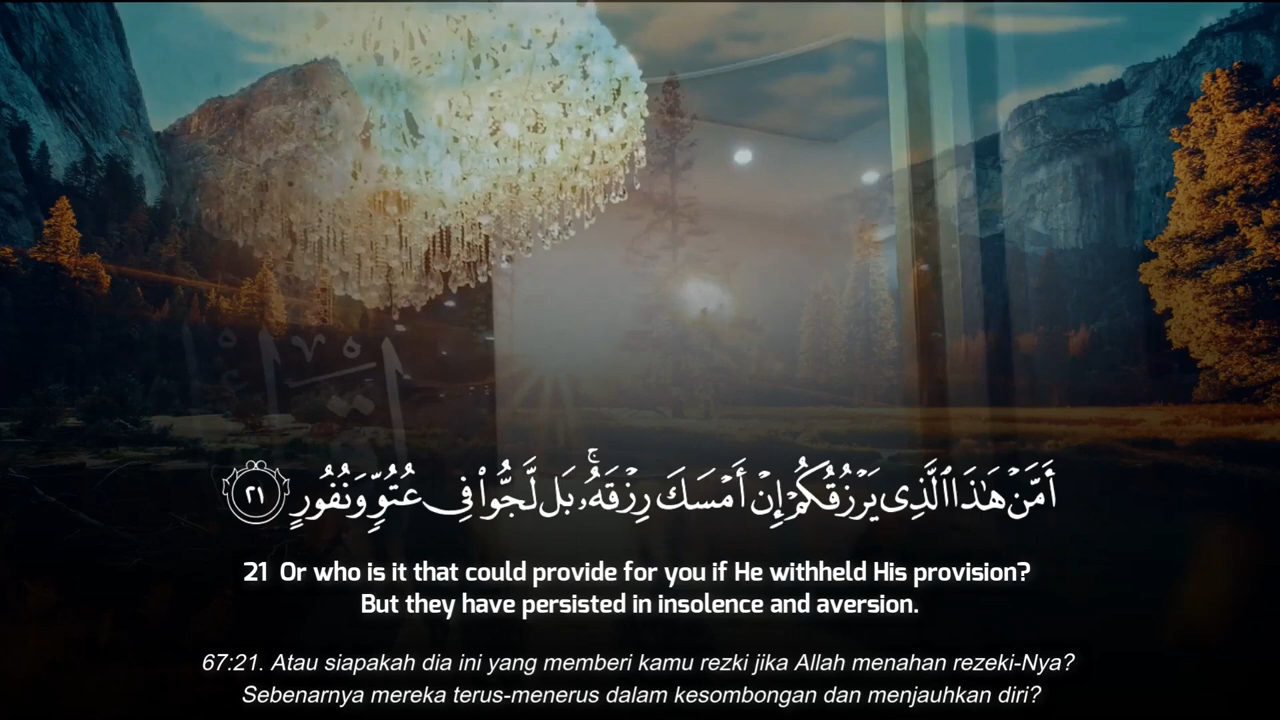 أَمَّنْ هَٰذَا ٱلَّذِى يَرْزُقُكُمْ إِنْ أَمْسَكَ رِزْقَهُۥ ۚ بَل لَّجُّوا۟ فِى عُتُوٍّ وَنُفُورٍ ٢١
21 Or who is it that could provide for you if He withheld His provision?
But they have persisted in insolence and aversion.
67:21. Atau siapakah dia ini yang memberi kamu rezki jika Allah menahan rezeki-Nya?
Sebenarnya mereka terus-menerus dalam kesombongan dan menjauhkan diri?